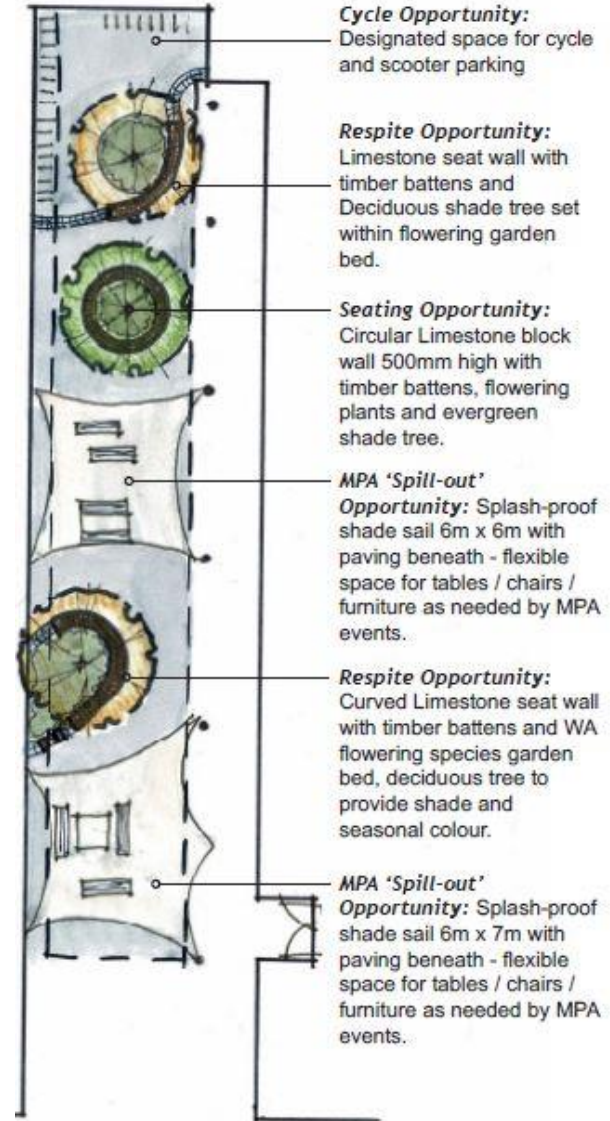 Cycle Opportunity:
Designated space for cycle
and scooter parking
Respite Opportunity:
Limestone seat wall with
timber battens and
Deciduous shade tree set
within flowering garden
bed.
Seating Opportunity:
Circular Limestone block
wall 500mm high with
timber battens, flowering
plants and evergreen
shade tree.
MPA ‘Spill-out’
Opportunity: Splash-proof
shade sail 6m x 6m with
paving beneath - flexible
space for tables / chairs /
furniture as needed by MPA
events.
Respite Opportunity:
Curved Limestone seat wall
with timber battens and WA
flowering species garden
bed, deciduous tree to
provide shade and
seasonal colour.
MPA ‘Spill-out’
Opportunity: Splash-proof
shade sail 6m x 7m with
paving beneath - flexible
space for tables / chairs /
furniture as needed by MPA
events.